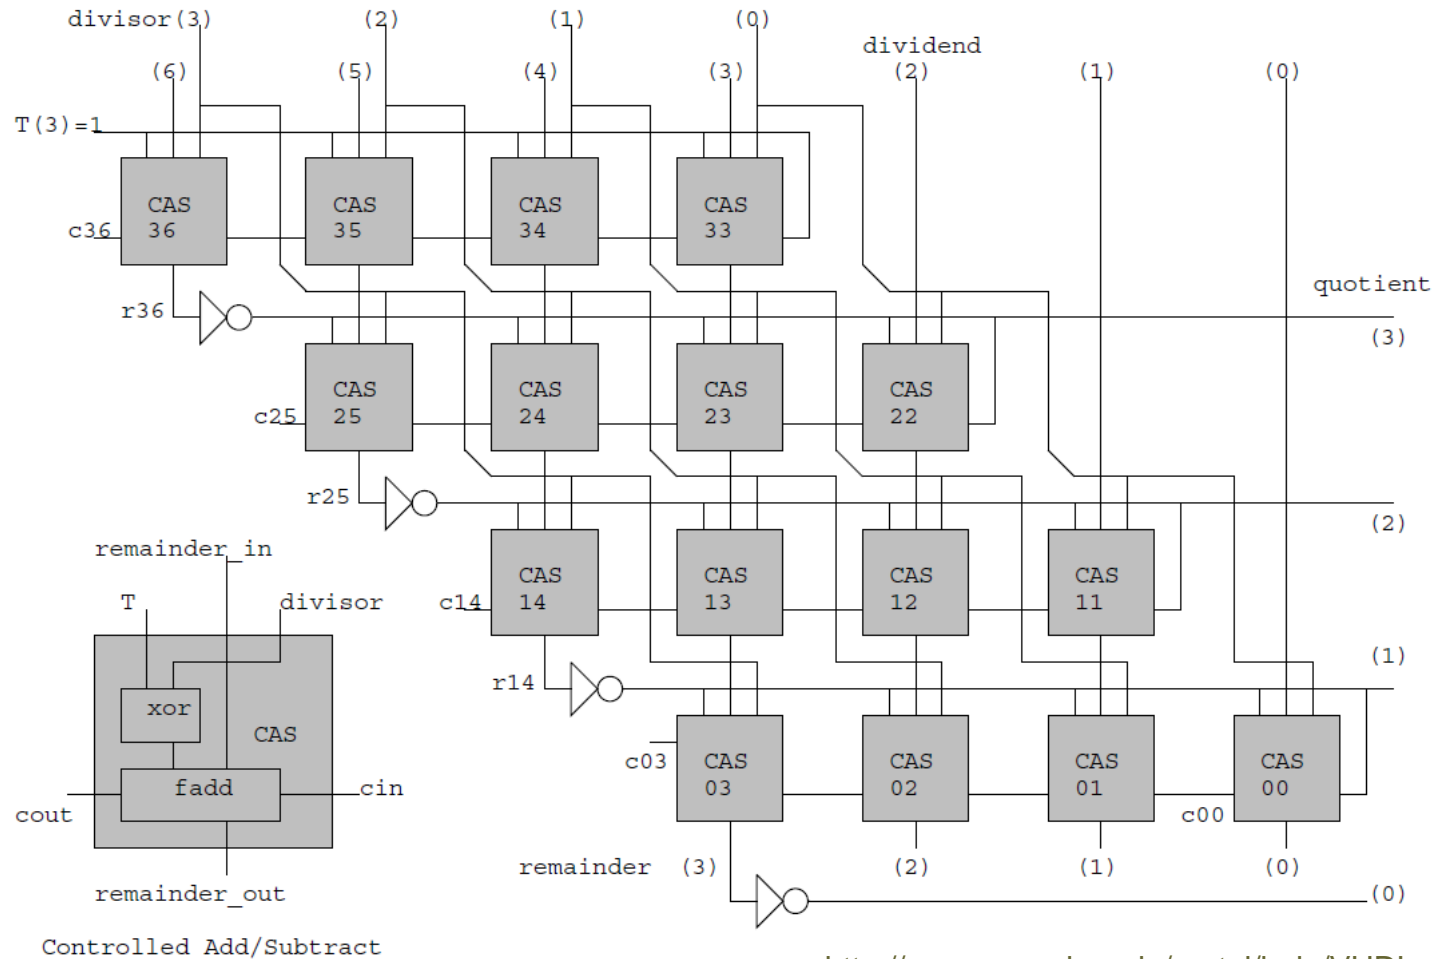 divisor(3) (2) (1) (0)
dividend
(6) (5) (4) (3) (2) (1) (0)
T(3)=1
CAS CAS CAS CAS
c36 36 35 34 33
quotient
r36
(3)
CAS CAS CAS CAS
c25 25 24 23 22
r25
(2)
remainder_in
CAS CAS CAS CAS
T divisor c14 14 13 12 11
(1)
r14
xor
CAS
CAS CAS CAS CAS
c03
fadd cin 03 02 01 00
cout c00
remainder (3) (2) (1) (0)
remainder_out
(0)
Controlled Add/Subtract